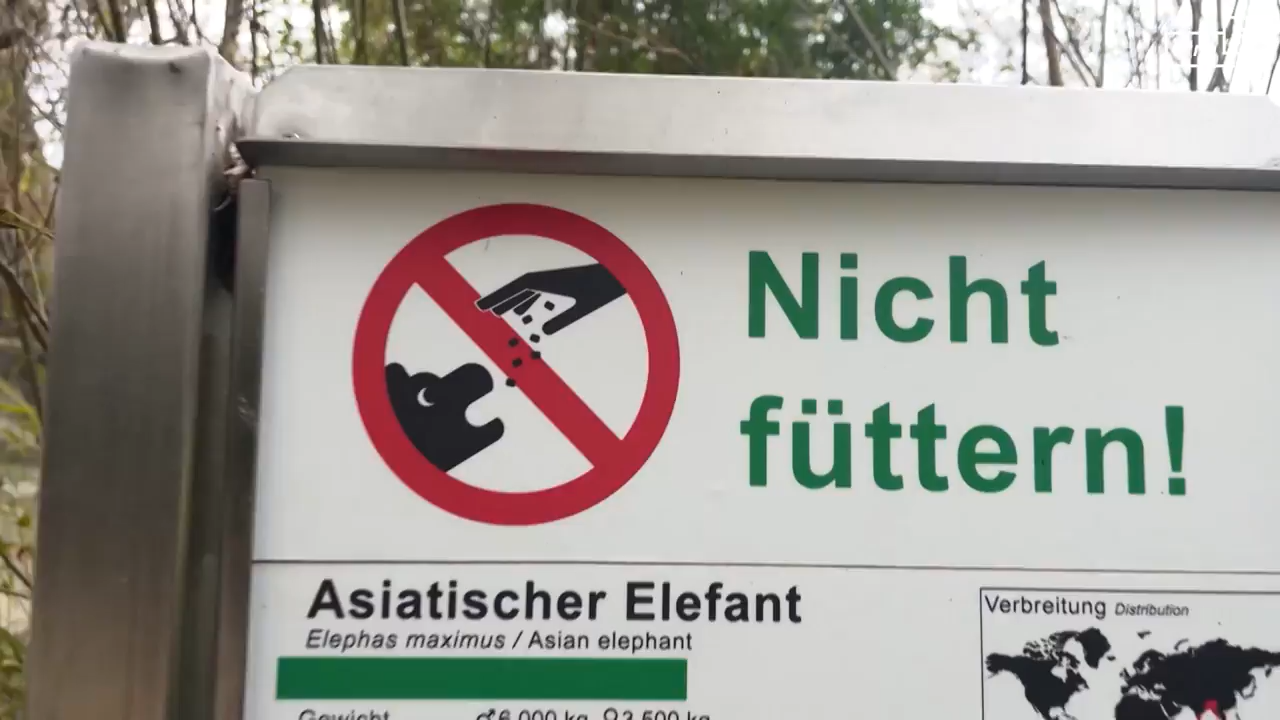 Nicht
füttern!
Asiatischer Elefant
Elephas maximus / Asian elephant
Verbreitung Distribution
Gewicht ♂6.000 kg ♀3.500 kg